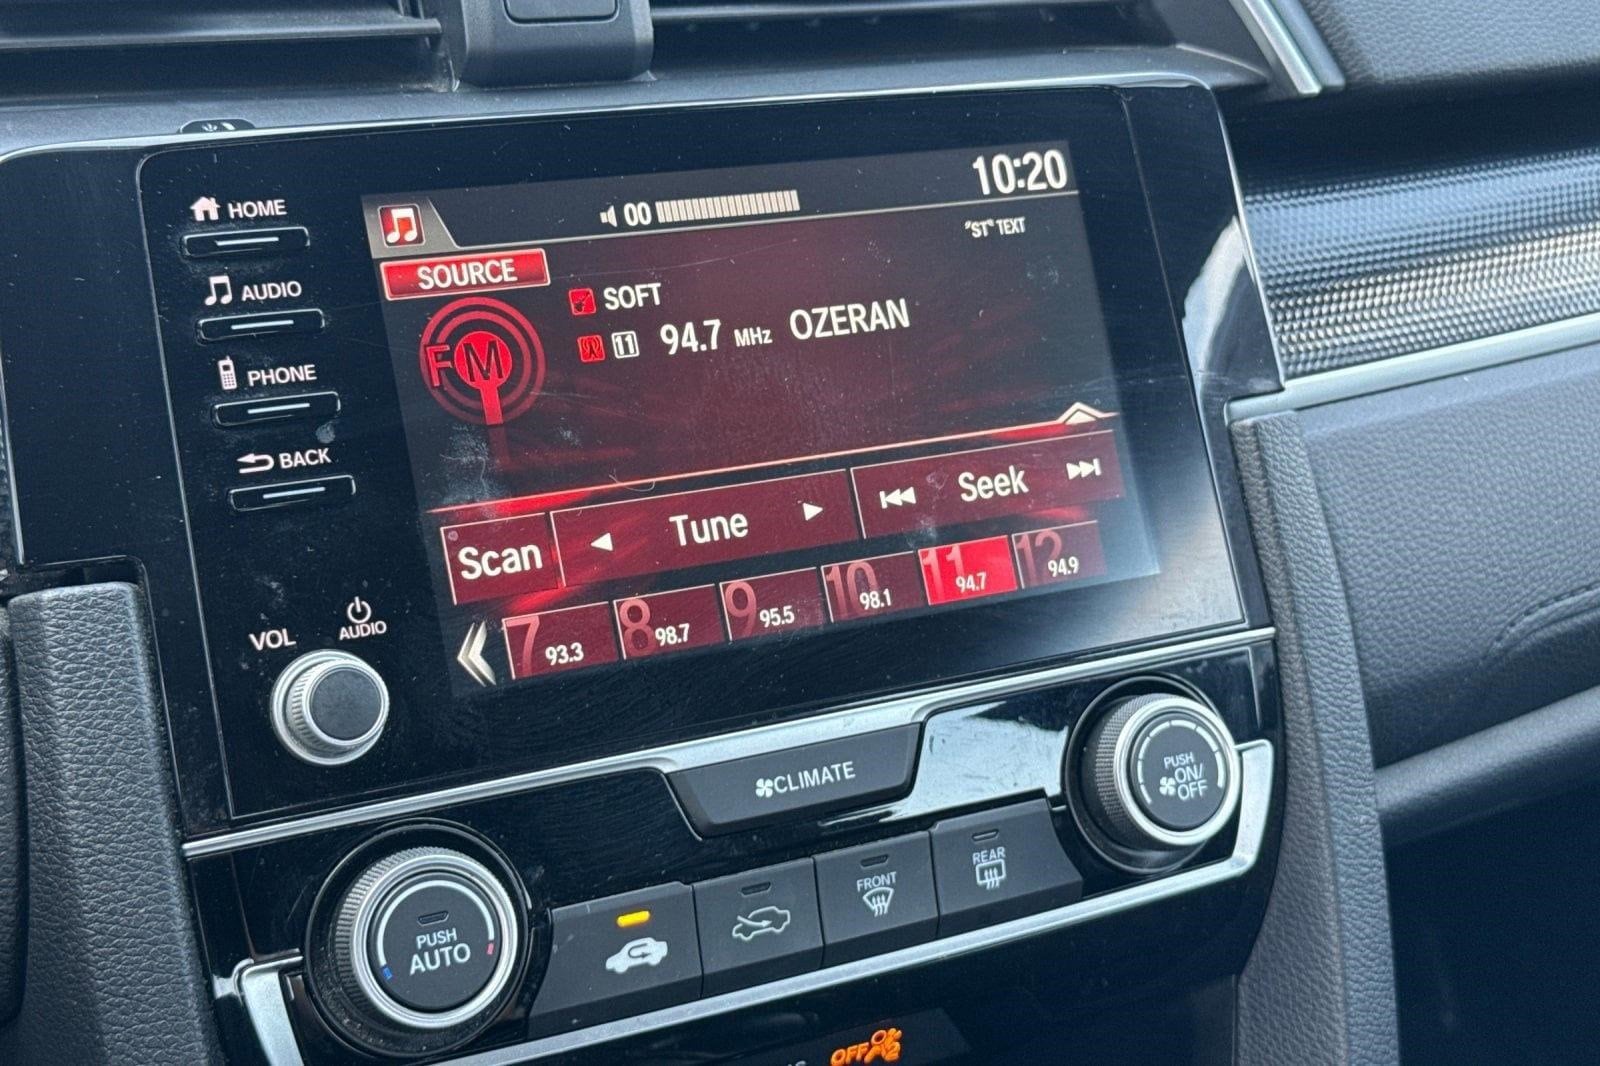 HOME
AUDIO
PHONE
BACK
VOL
AUDIO
00
10:20
"ST" TEXT
SOURCE
FM
SOFT
11 94.7 MHz OZERAN
Scan
Tune
Seek
7 93.3
8 98.7
9 95.5
10 98.1
11 94.7
12 94.9
CLIMATE
PUSH
ON/
OFF
PUSH
AUTO
FRONT
REAR
OFF
2